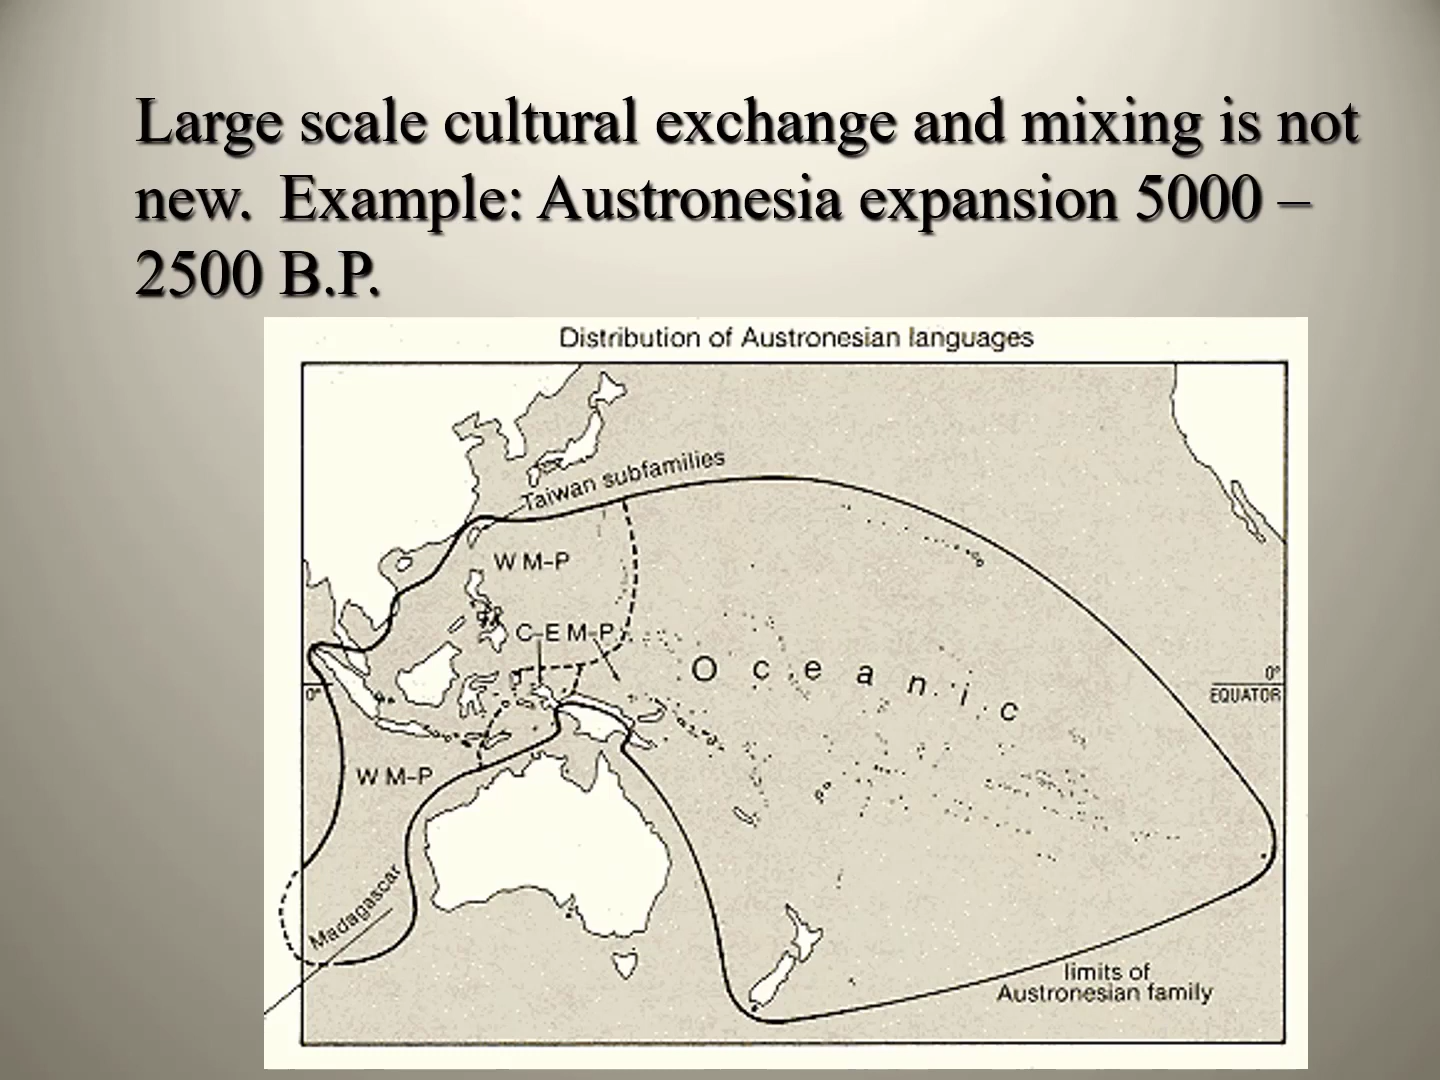 Large scale cultural exchange and mixing is not
new. Example: Austronesia expansion 5000 –
2500 B.P.
Distribution of Austronesian languages
Taiwan subfamilies
W M-P
C-E M-P
Oceanic
0°
0°
EQUATOR
W M-P
Madagascar
limits of
Austronesian family